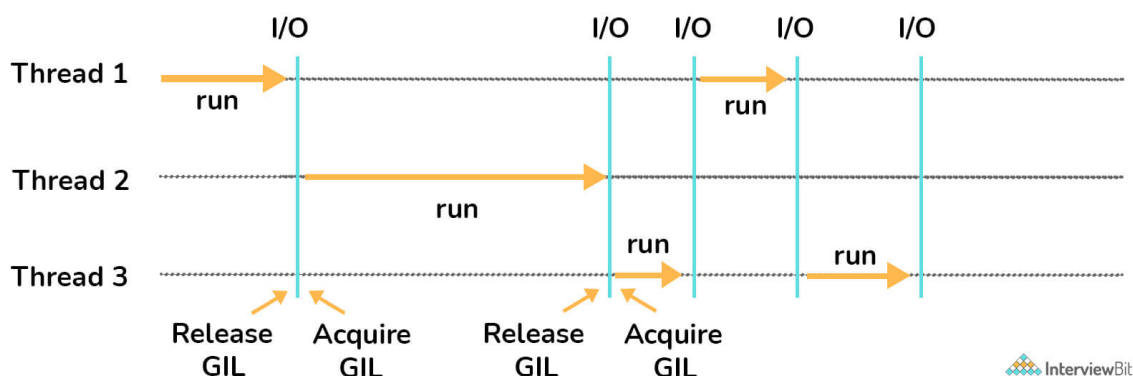 I/O I/O I/O I/O I/O
Thread 1
run run
Thread 2
run
run run
Thread 3
Release GIL Acquire GIL Release GIL Acquire GIL
InterviewBit